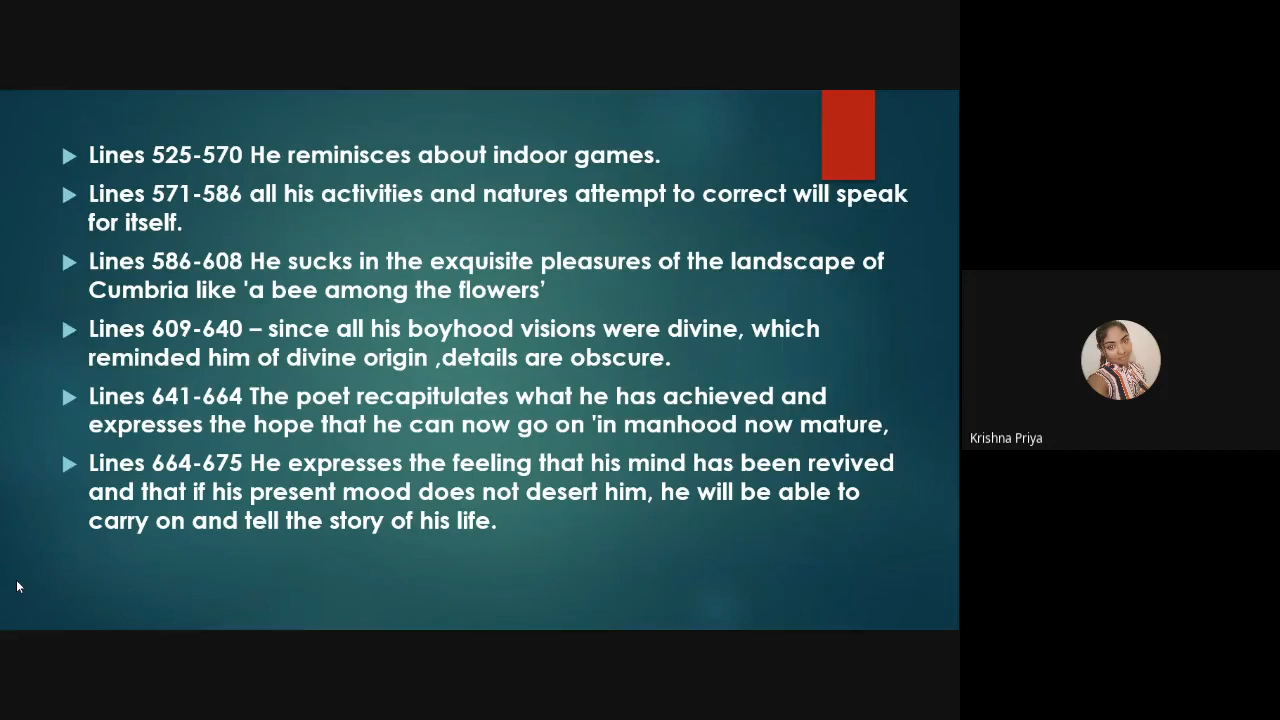 Lines 525-570 He reminisces about indoor games.
Lines 571-586 all his activities and natures attempt to correct will speak
for itself.
Lines 586-608 He sucks in the exquisite pleasures of the landscape of
Cumbria like 'a bee among the flowers’
Lines 609-640 – since all his boyhood visions were divine, which
reminded him of divine origin ,details are obscure.
Lines 641-664 The poet recapitulates what he has achieved and
expresses the hope that he can now go on 'in manhood now mature,
Lines 664-675 He expresses the feeling that his mind has been revived
and that if his present mood does not desert him, he will be able to
carry on and tell the story of his life.
Krishna Priya